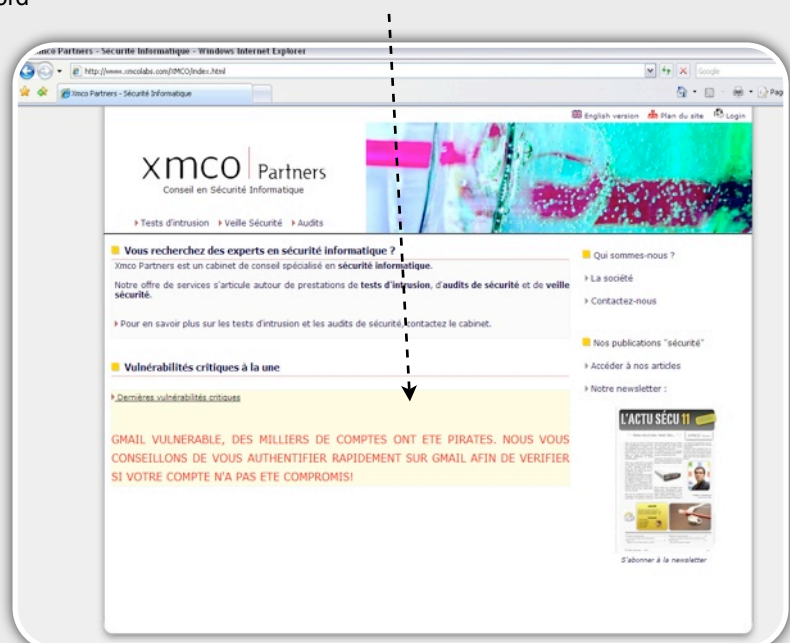 Partners - Sécurité Informatique - Windows Internet Explorer
http://www.xmcolabs.com/XMCO/index.html
Google
Xmco Partners - Sécurité Informatique
Pag
English version Plan du site Login
xmco Partners
Conseil en Sécurité Informatique
Tests d'intrusion Veille Sécurité Audits
Vous recherchez des experts en sécurité informatique ?
Xmco Partners est un cabinet de conseil spécialisé en sécurité informatique.
Notre offre de services s'articule autour de prestations de tests d'intrusion, d'audits de sécurité et de veille
sécurité.
Pour en savoir plus sur les tests d'intrusion et les audits de sécurité, contactez le cabinet.
Vulnérabilités critiques à la une
Dernières vulnérabilités critiques
GMAIL VULNERABLE, DES MILLIERS DE COMPTES ONT ETE PIRATES. NOUS VOUS
CONSEILLONS DE VOUS AUTHENTIFIER RAPIDEMENT SUR GMAIL AFIN DE VERIFIER
SI VOTRE COMPTE N'A PAS ETE COMPROMIS!
Qui sommes-nous ?
La société
Contactez-nous
Nos publications "sécurité"
Accéder à nos articles
Notre newsletter :
L'ACTU SÉCU 11
S'abonner à la newsletter